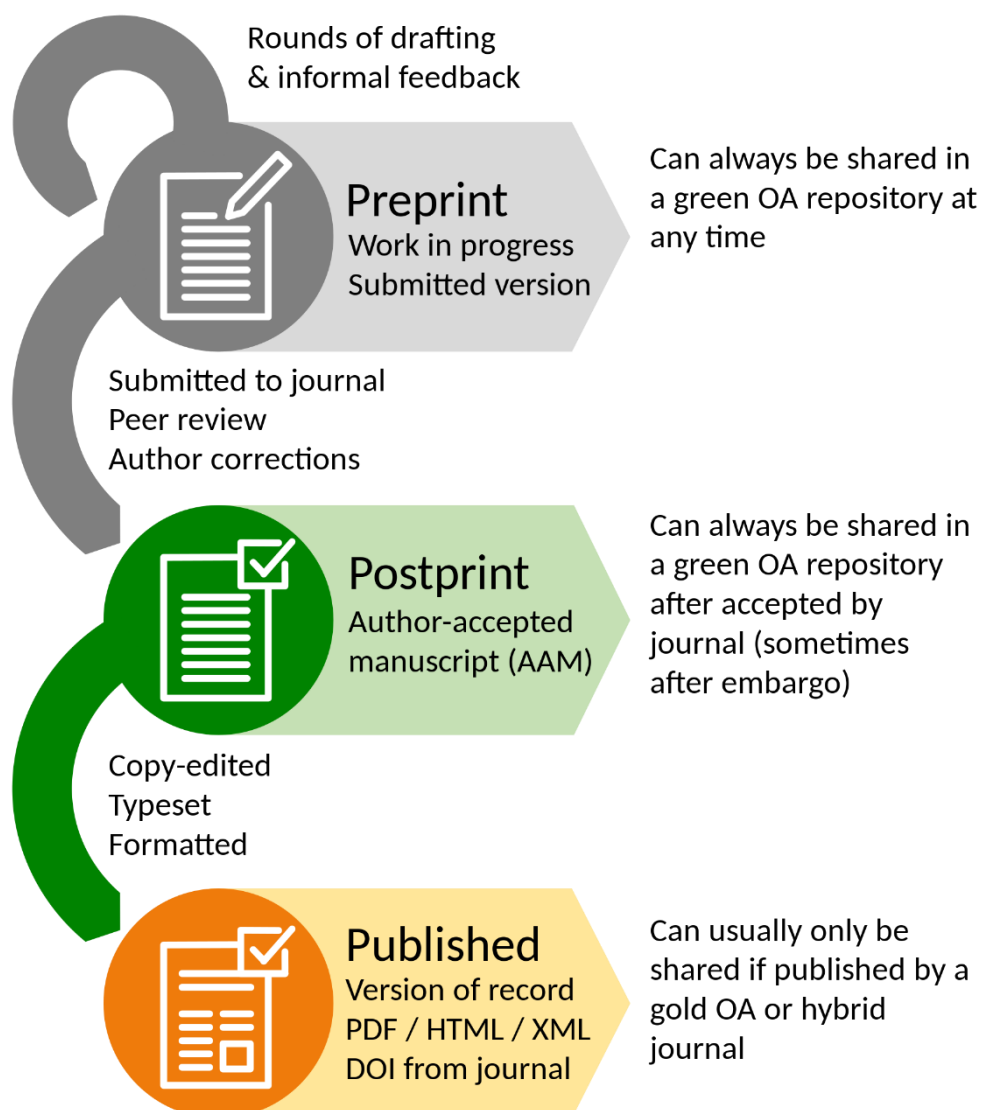 Rounds of drafting
& informal feedback
Preprint
Work in progress
Submitted version
Can always be shared in
a green OA repository at
any time
Submitted to journal
Peer review
Author corrections
Postprint
Author-accepted
manuscript (AAM)
Can always be shared in
a green OA repository
after accepted by
journal (sometimes
after embargo)
Copy-edited
Typeset
Formatted
Published
Version of record
PDF / HTML / XML
DOI from journal
Can usually only be
shared if published by a
gold OA or hybrid
journal